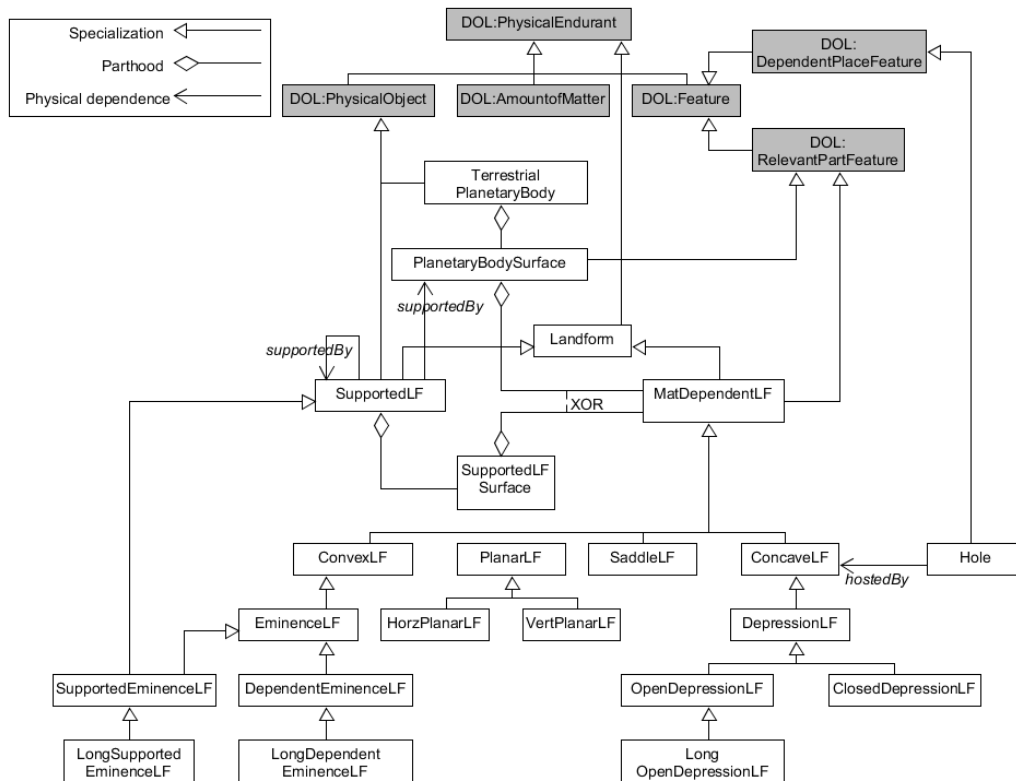 Specialization
Parthood
Physical dependence
DOL:PhysicalEndurant
DOL:
DependentPlaceFeature
DOL:PhysicalObject
DOL:AmountofMatter
DOL:Feature
DOL:
RelevantPartFeature
Terrestrial
PlanetaryBody
PlanetaryBodySurface
supportedBy
Landform
supportedBy
SupportedLF
MatDependentLF
XOR
SupportedLF
Surface
ConvexLF
PlanarLF
SaddleLF
ConcaveLF
Hole
hostedBy
EminenceLF
HorzPlanarLF
VertPlanarLF
DepressionLF
SupportedEminenceLF
DependentEminenceLF
OpenDepressionLF
ClosedDepressionLF
LongSupported
EminenceLF
LongDependent
EminenceLF
Long
OpenDepressionLF